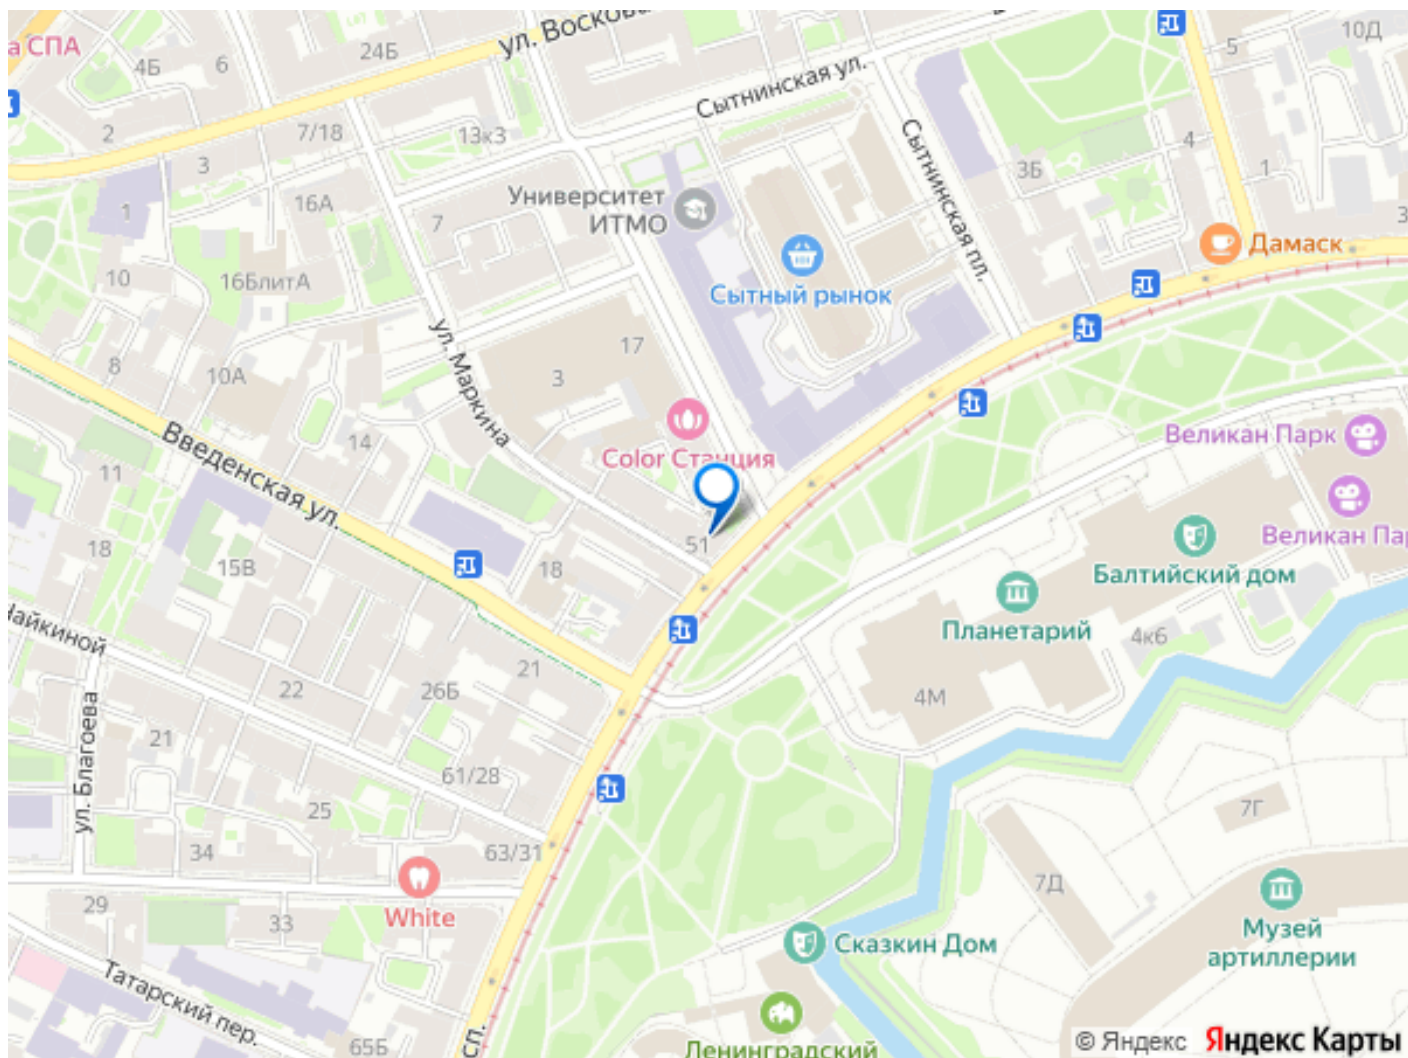 ул. Воскова
24Б
5
10Д
а СПА
4Б
6
Сытнинская ул.
2
3
7/18
13к3
Сытнинская пл.
4
1
3Б
16А
Университет
ИТМО
1
7
3
Дамаск
10
16БлитА
Сытный рынок
ул. Маркина
17
8
10А
3
Введенская ул.
14
Color Станция
Великан Парк
11
Великан Пар
51
18
15В
18
Балтийский дом
Чайкиной
Планетарий
4к6
21
22
26Б
4М
ул. Благоева
21
61/28
25
7Г
34
63/31
White
7Д
29
33
Музей
артиллерии
Сказкин Дом
Татарский пер.
65Б
сп.
Ленинградский
© Яндекс Яндекс Карты